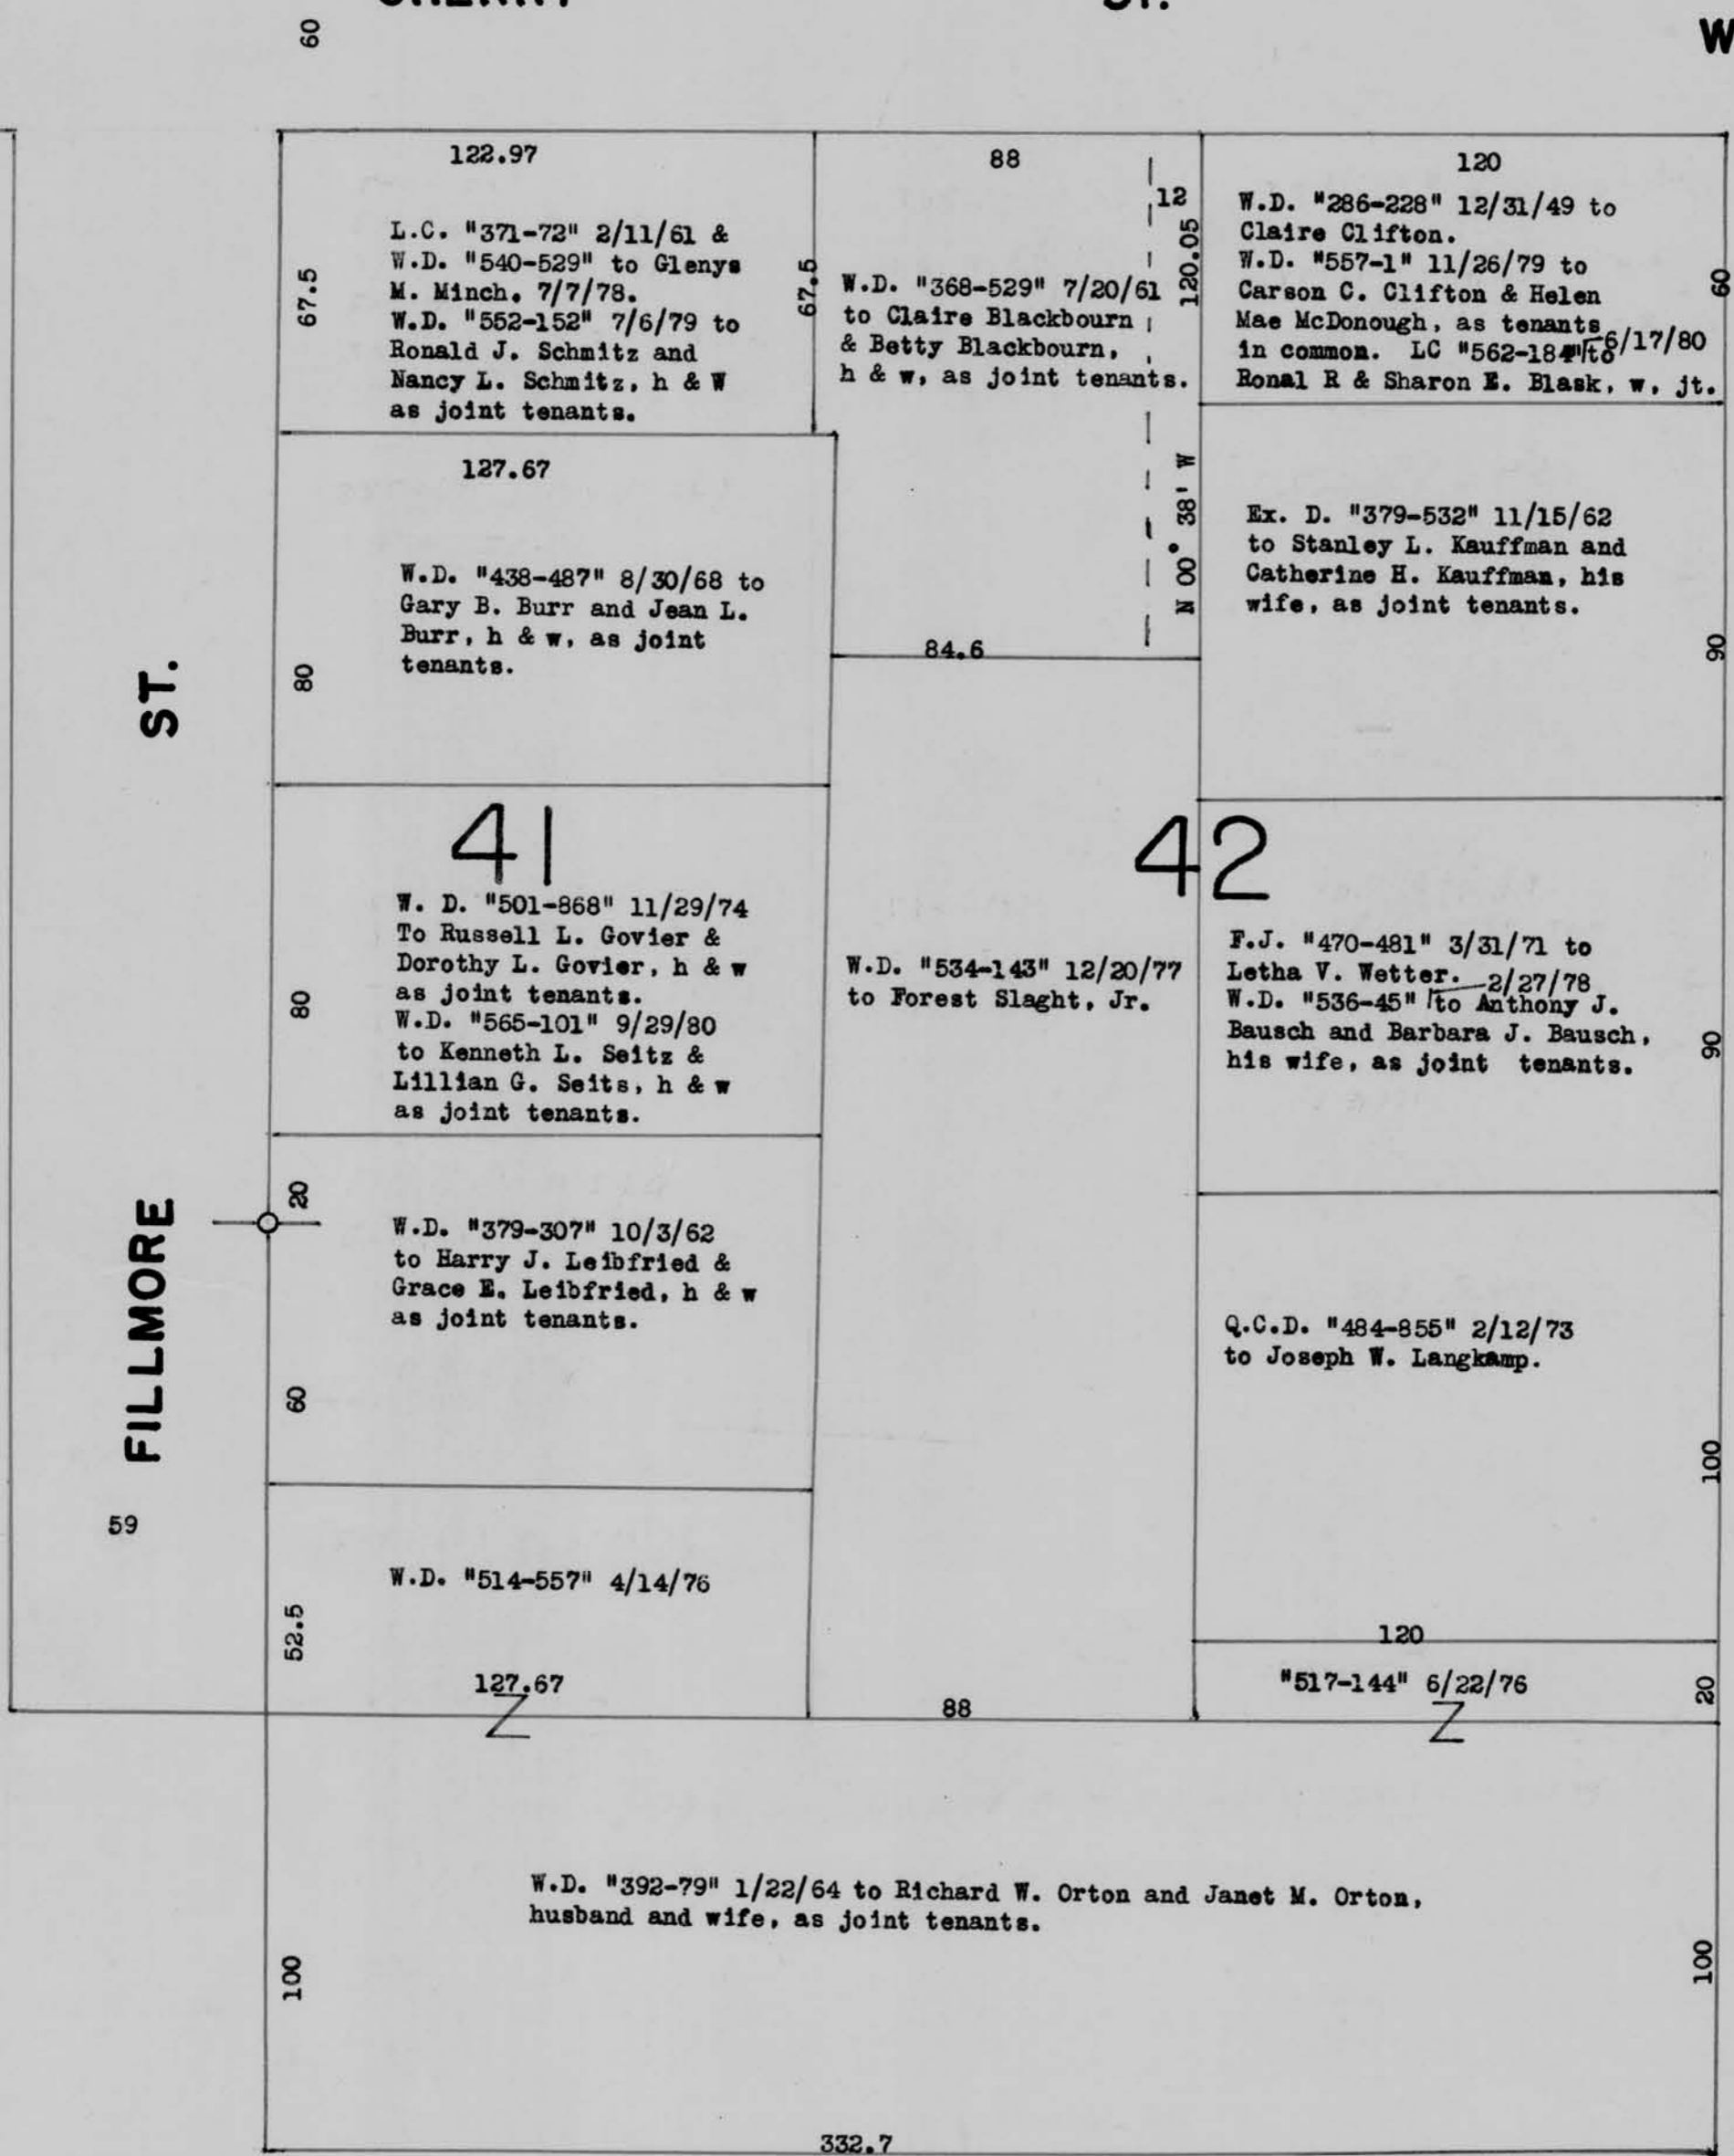 ST.
60
W
122.97
67.5
L.C. "371-72" 2/11/61 &
W.D. "540-529" to Glenys
M. Minch. 7/7/78.
W.D. "552-152" 7/6/79 to
Ronald J. Schmitz and
Nancy L. Schmitz, h & W
as joint tenants.
67.5
88
12
120.05
W.D. "368-529" 7/20/61
to Claire Blackbourn
& Betty Blackbourn,
h & w, as joint tenants.
N 00° 38' W
84.6
120
W.D. "286-228" 12/31/49 to
Claire Clifton.
W.D. "557-1" 11/26/79 to
Carson C. Clifton & Helen
Mae McDonough, as tenants
in common. LC "562-184" to 6/17/80
Ronal R & Sharon E. Blask, w, jt.
60
127.67
W.D. "438-487" 8/30/68 to
Gary B. Burr and Jean L.
Burr, h & w, as joint
tenants.
80
Ex. D. "379-532" 11/15/62
to Stanley L. Kauffman and
Catherine H. Kauffman, his
wife, as joint tenants.
90
ST.
41
W. D. "501-868" 11/29/74
To Russell L. Govier &
Dorothy L. Govier, h & w
as joint tenants.
W.D. "565-101" 9/29/80
to Kenneth L. Seitz &
Lillian G. Seits, h & w
as joint tenants.
80
42
W.D. "534-143" 12/20/77
to Forest Slaght, Jr.
F.J. "470-481" 3/31/71 to
Letha V. Wetter. 2/27/78
W.D. "536-45" to Anthony J.
Bausch and Barbara J. Bausch,
his wife, as joint tenants.
90
FILLMORE
59
20
W.D. "379-307" 10/3/62
to Harry J. Leibfried &
Grace E. Leibfried, h & w
as joint tenants.
60
Q.C.D. "484-855" 2/12/73
to Joseph W. Langkamp.
100
W.D. "514-557" 4/14/76
52.5
127.67
Z
88
120
"517-144" 6/22/76
20
Z
W.D. "392-79" 1/22/64 to Richard W. Orton and Janet M. Orton,
husband and wife, as joint tenants.
100
100
332.7